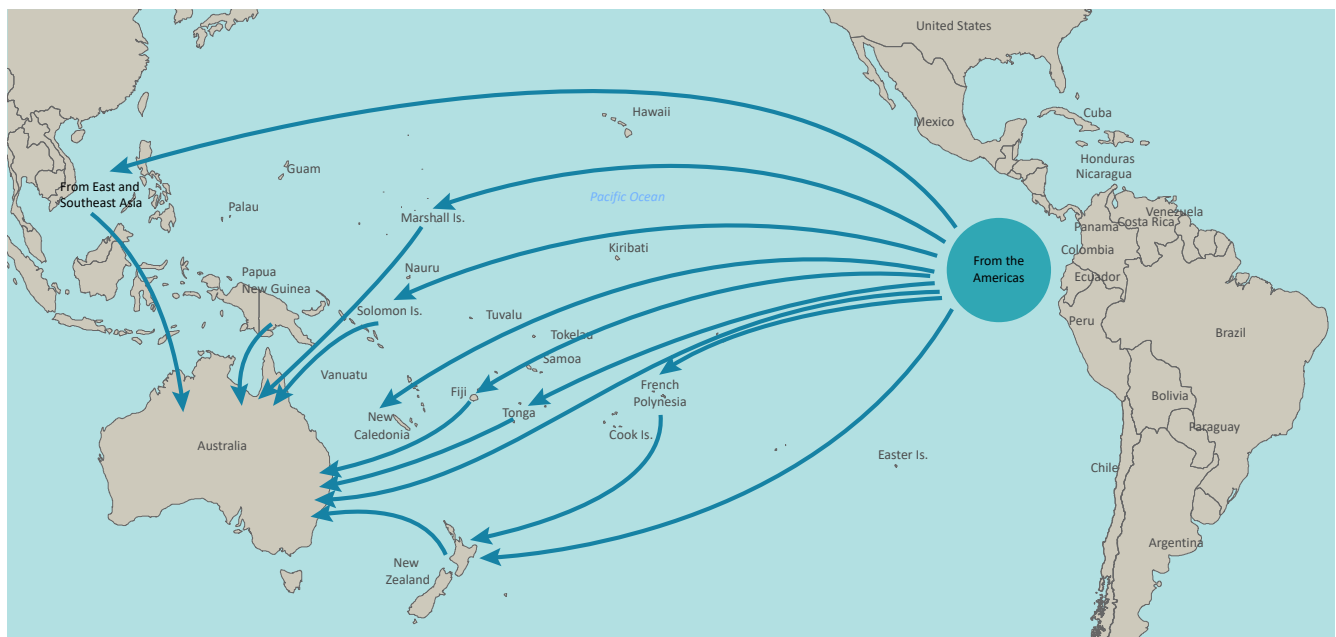 United States
Hawaii
Mexico
Cuba
Honduras
Nicaragua
Guam
From East and
Southeast Asia
Palau
Marshall Is.
Pacific Ocean
Venezuela
Costa Rica
Panama
Colombia
Kiribati
From the
Americas
Nauru
Papua
New Guinea
Ecuador
Solomon Is.
Tuvalu
Peru
Brazil
Tokelau
Samoa
Vanuatu
Fiji
French
Polynesia
Bolivia
New
Caledonia
Tonga
Cook Is.
Paraguay
Australia
Easter Is.
Chile
Argentina
New
Zealand